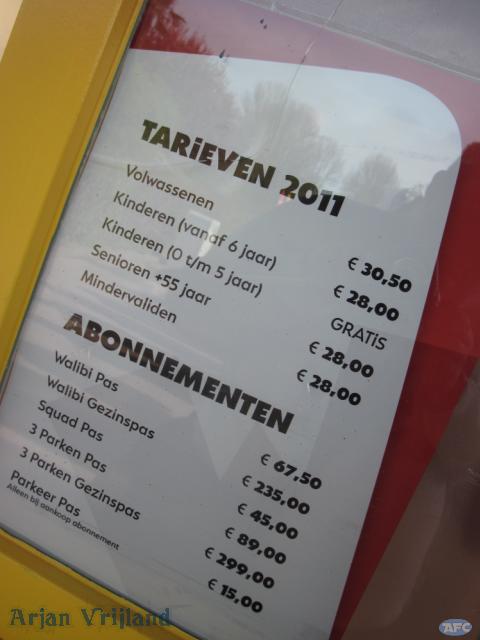 TARiEVEN 2011
Volwassenen € 30,50
Kinderen (vanaf 6 jaar) € 28,00
Kinderen (0 t/m 5 jaar) GRATiS
Senioren +55 jaar € 28,00
Mindervaliden € 28,00
ABONNEMENTEN
Walibi Pas € 67,50
Walibi Gezinspas € 235,00
Squad Pas € 45,00
3 Parken Pas € 89,00
3 Parken Gezinspas € 299,00
Parkeer Pas € 15,00
Alleen bij aankoop abonnement
Arjan Vrijland
AFC